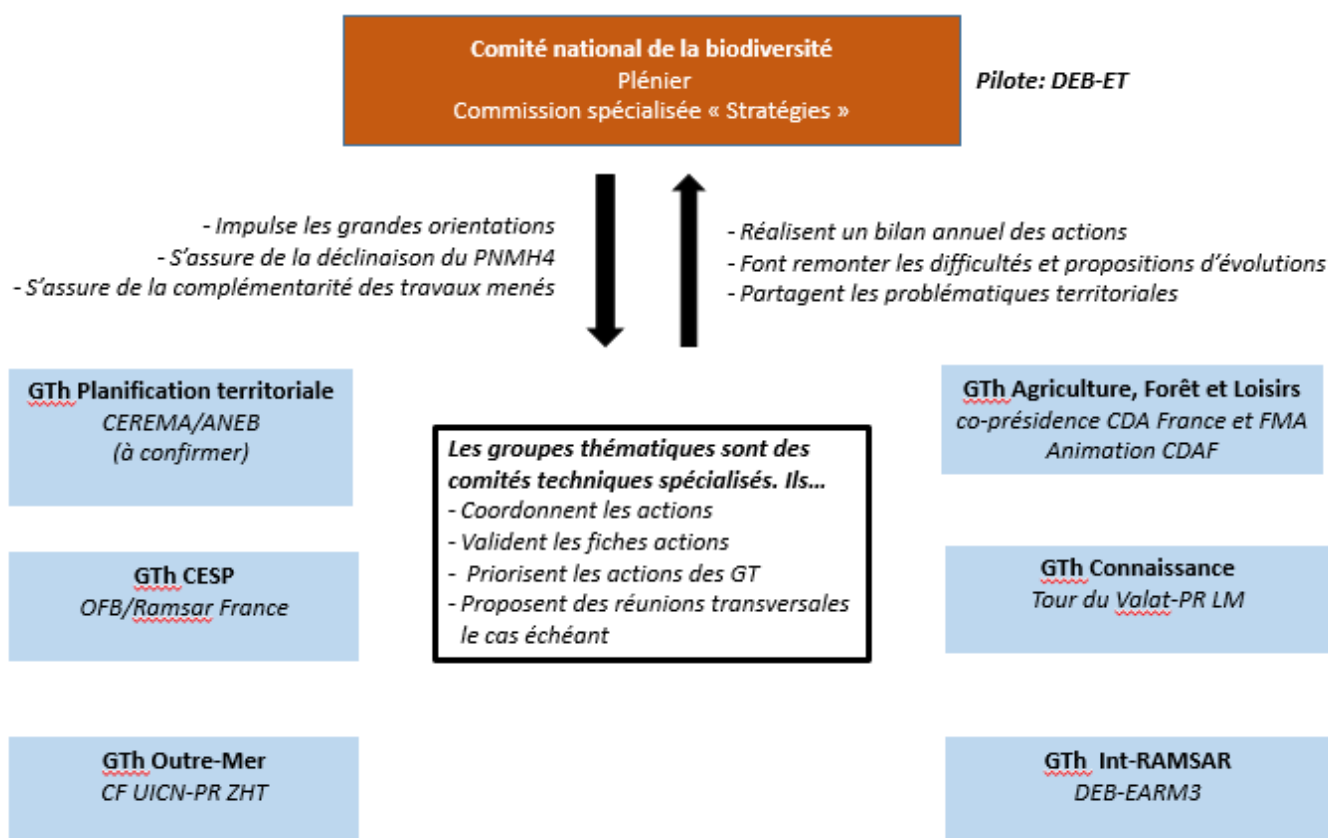 Comité national de la biodiversité
Plénier
Commission spécialisée « Stratégies »
Pilote: DEB-ET
- Impulse les grandes orientations
- S’assure de la déclinaison du PNMH4
- S’assure de la complémentarité des travaux menés
- Réalisent un bilan annuel des actions
- Font remonter les difficultés et propositions d’évolutions
- Partagent les problématiques territoriales
GTh Planification territoriale
CEREMA/ANEB
(à confirmer)
GTh Agriculture, Forêt et Loisirs
co-présidence CDA France et FMA
Animation CDAF
Les groupes thématiques sont des
comités techniques spécialisés. Ils...
- Coordonnent les actions
- Valident les fiches actions
- Priorisent les actions des GT
- Proposent des réunions transversales
le cas échéant
GTh CESP
OFB/Ramsar France
GTh Connaissance
Tour du Valat-PR LM
GTh Outre-Mer
CF UICN-PR ZHT
GTh Int-RAMSAR
DEB-EARM3